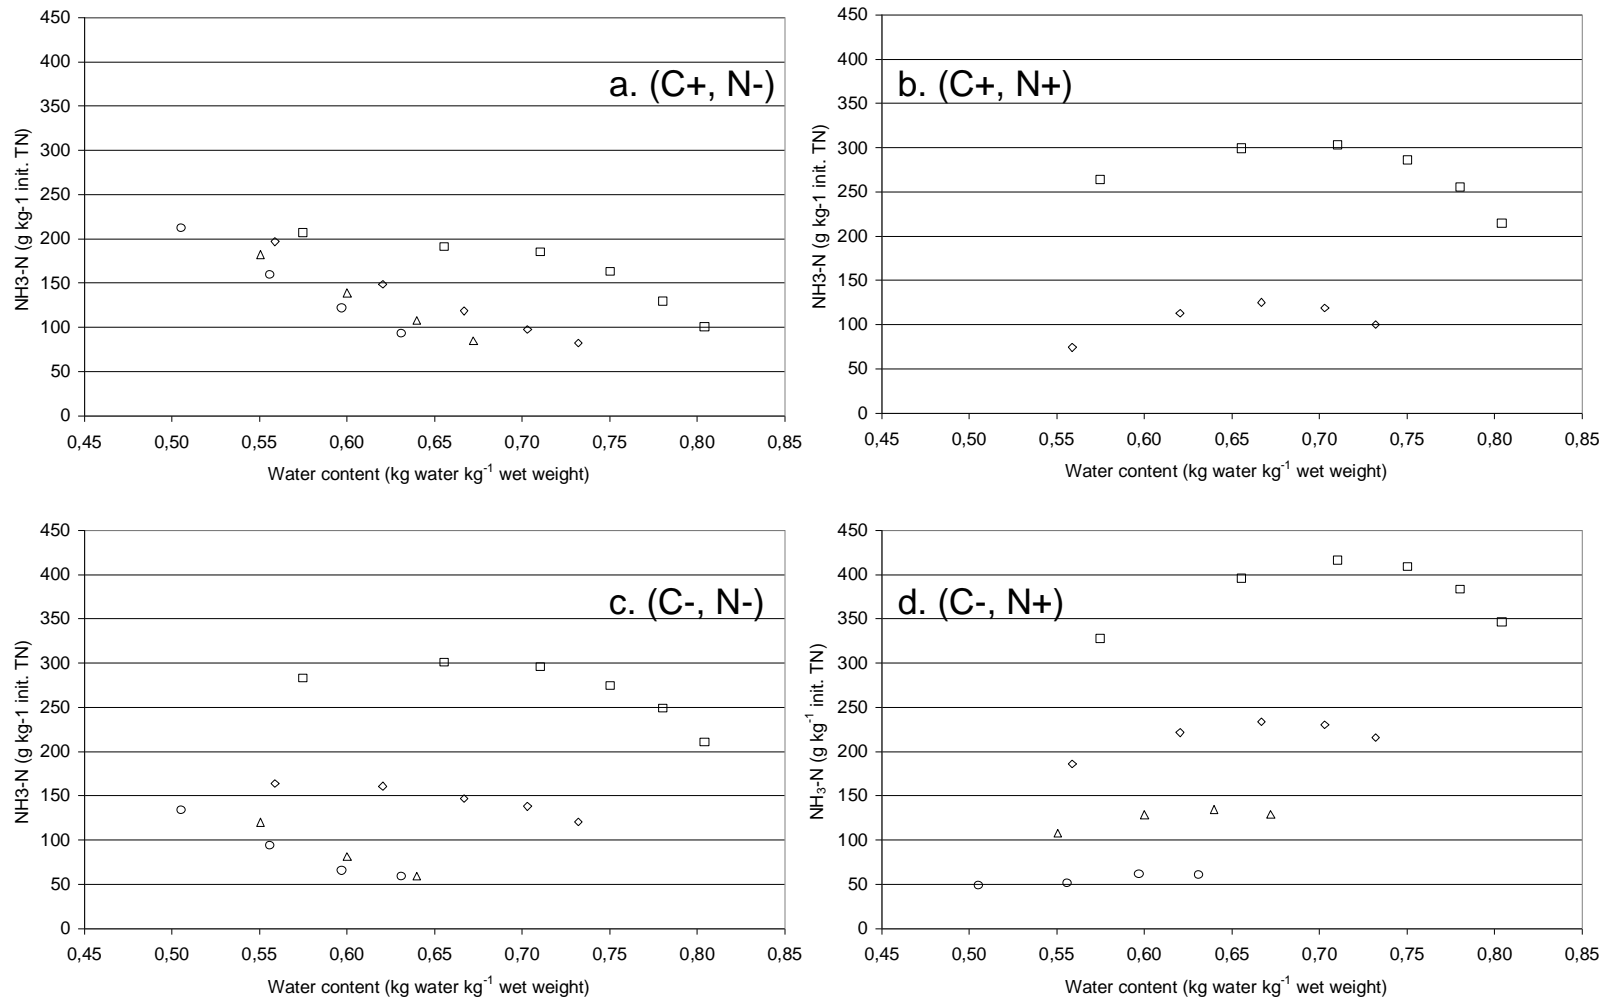 a. (C+, N-)
NH3-N (g kg-1 init. TN)
450
400
350
300
250
200
150
100
50
0
0,45 0,50 0,55 0,60 0,65 0,70 0,75 0,80 0,85
Water content (kg water kg-1 wet weight)
b. (C+, N+)
NH3-N (g kg-1 init. TN)
450
400
350
300
250
200
150
100
50
0
0,45 0,50 0,55 0,60 0,65 0,70 0,75 0,80 0,85
Water content (kg water kg-1 wet weight)
c. (C-, N-)
NH3-N (g kg-1 init. TN)
450
400
350
300
250
200
150
100
50
0
0,45 0,50 0,55 0,60 0,65 0,70 0,75 0,80 0,85
Water content (kg water kg-1 wet weight)
d. (C-, N+)
NH3-N (g kg-1 init. TN)
450
400
350
300
250
200
150
100
50
0
0,45 0,50 0,55 0,60 0,65 0,70 0,75 0,80 0,85
Water content (kg water kg-1 wet weight)